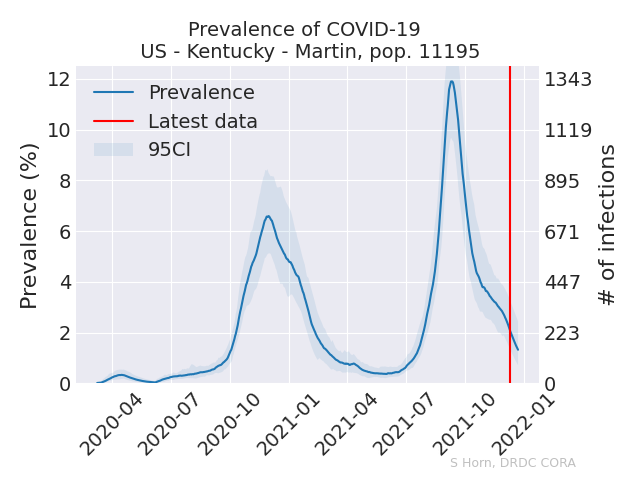 Prevalence of COVID-19
US - Kentucky - Martin, pop. 11195
Prevalence (%)
12
10
8
6
4
2
0
Prevalence
Latest data
95CI
1343
1119
895
671
447
223
0
# of infections
2020-04
2020-07
2020-10
2021-01
2021-04
2021-07
2021-10
2022-01
S Horn, DRDC CORA